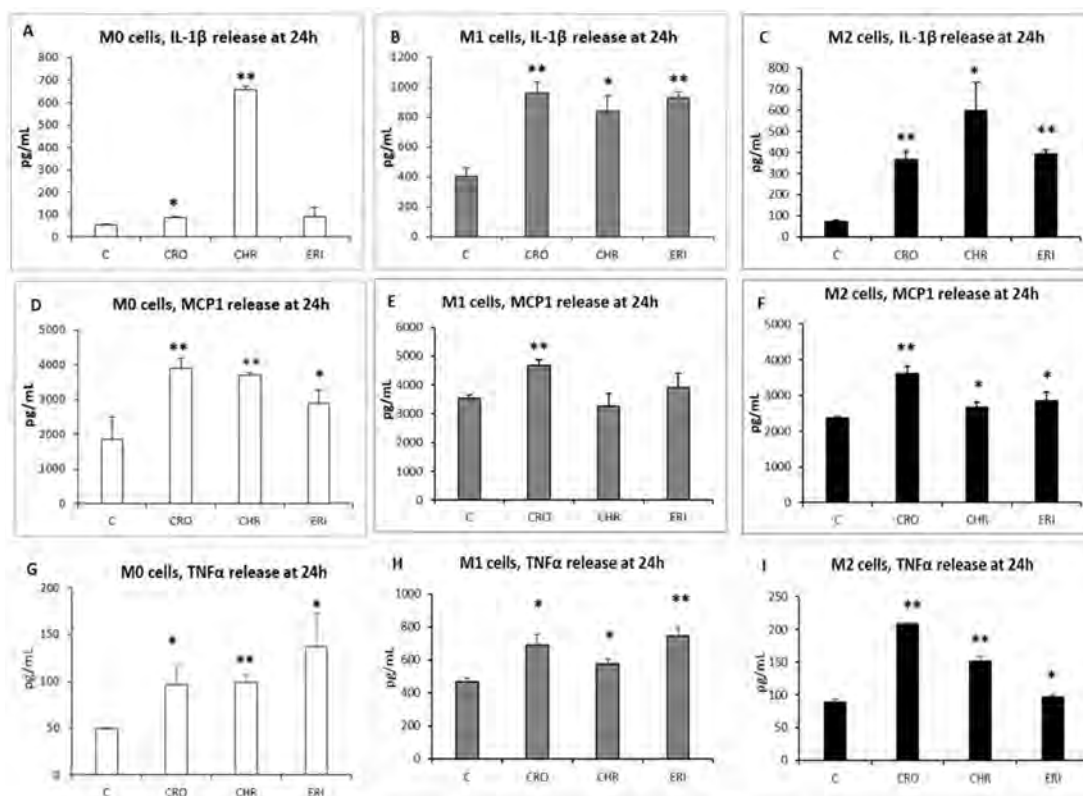 A
M0 cells, IL-1β release at 24h
pg/mL
800
700
600
500
400
300
200
100
0
*
**
C CRO CHR ERI
B
M1 cells, IL-1β release at 24h
pg/mL
1200
1000
800
600
400
200
0
** * **
C CRO CHR ERI
C
M2 cells, IL-1β release at 24h
pg/mL
800
700
600
500
400
300
200
100
0
** * **
C CRO CHR ERI
D
M0 cells, MCP1 release at 24h
pg/mL
5000
4000
3000
2000
1000
0
** ** *
C CRO CHR ERI
E
M1 cells, MCP1 release at 24h
pg/mL
6000
5000
4000
3000
2000
1000
0
**
C CRO CHR ERI
F
M2 cells, MCP1 release at 24h
pg/mL
5000
4000
3000
2000
1000
0
** * *
C CRO CHR ERI
G
M0 cells, TNFα release at 24h
pg/mL
200
150
100
50
0
* ** *
C CRO CHR ERI
H
M1 cells, TNFα release at 24h
pg/mL
1000
800
600
400
200
0
* * **
C CRO CHR ERI
I
M2 cells, TNFα release at 24h
pg/mL
250
200
150
100
50
0
** ** *
C CRO CHR ERI